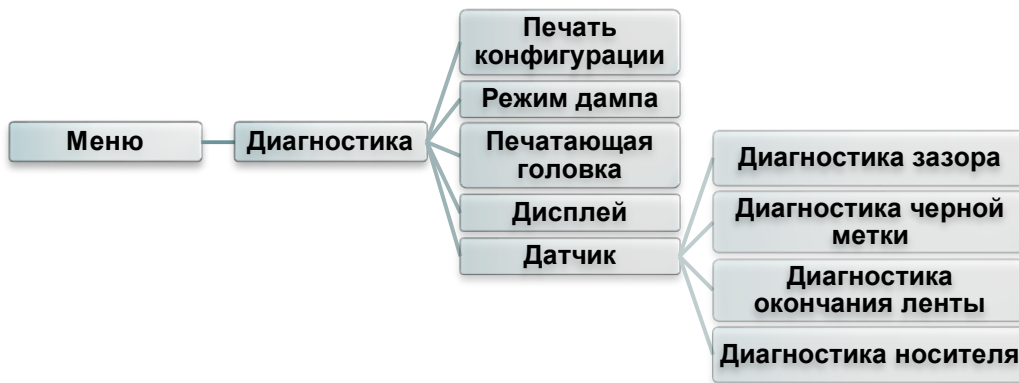 Меню
Диагностика
Печать
конфигурации
Режим дампа
Печатающая
головка
Дисплей
Датчик
Диагностика зазора
Диагностика черной
метки
Диагностика
окончания ленты
Диагностика носителя